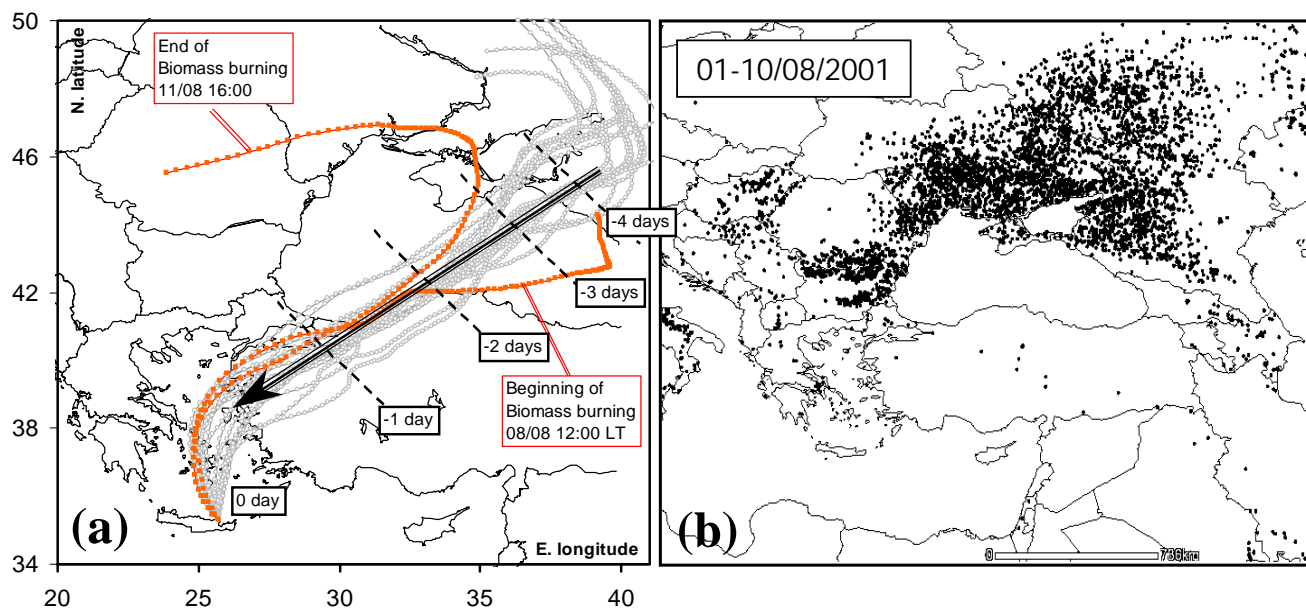 50
46
42
38
34
20
25
30
35
40
N. latitude
E. longitude
End of
Biomass burning
11/08 16:00
-4 days
-3 days
-2 days
-1 day
0 day
Beginning of
Biomass burning
08/08 12:00 LT
(a)
01-10/08/2001
(b)
0 736km